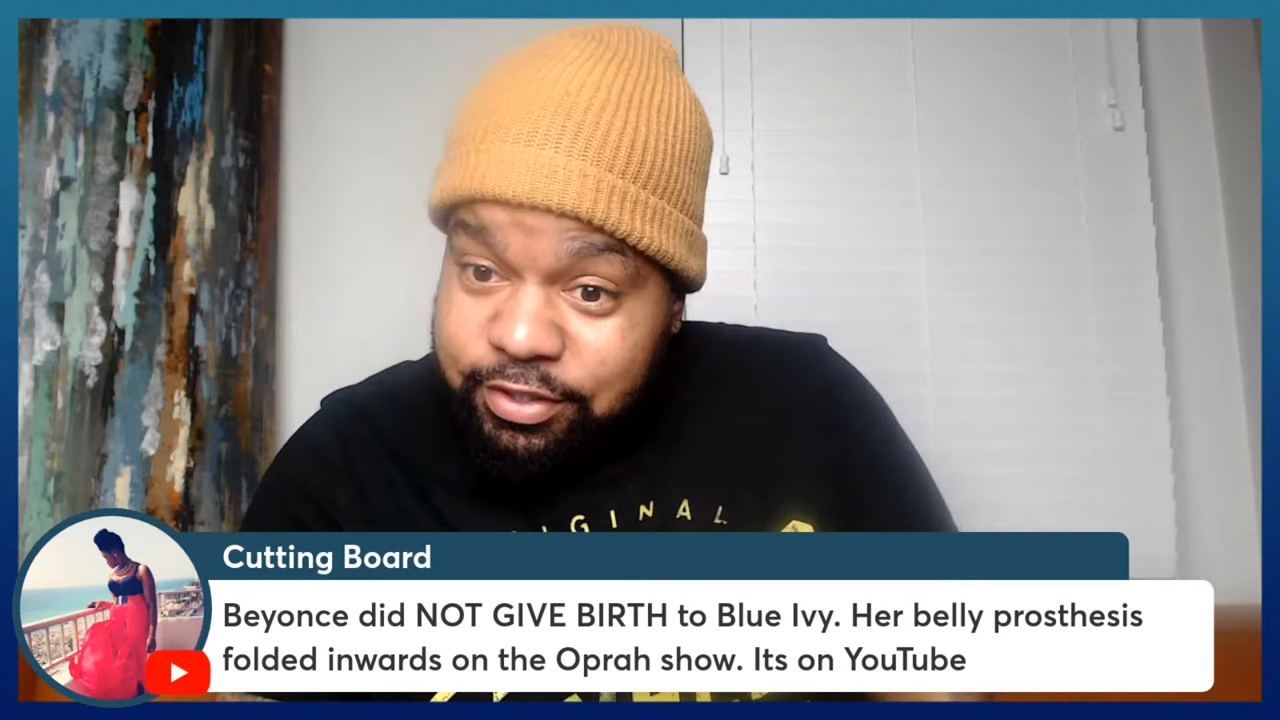 IGINAL
Cutting Board
Beyonce did NOT GIVE BIRTH to Blue Ivy. Her belly prosthesis
folded inwards on the Oprah show. Its on YouTube